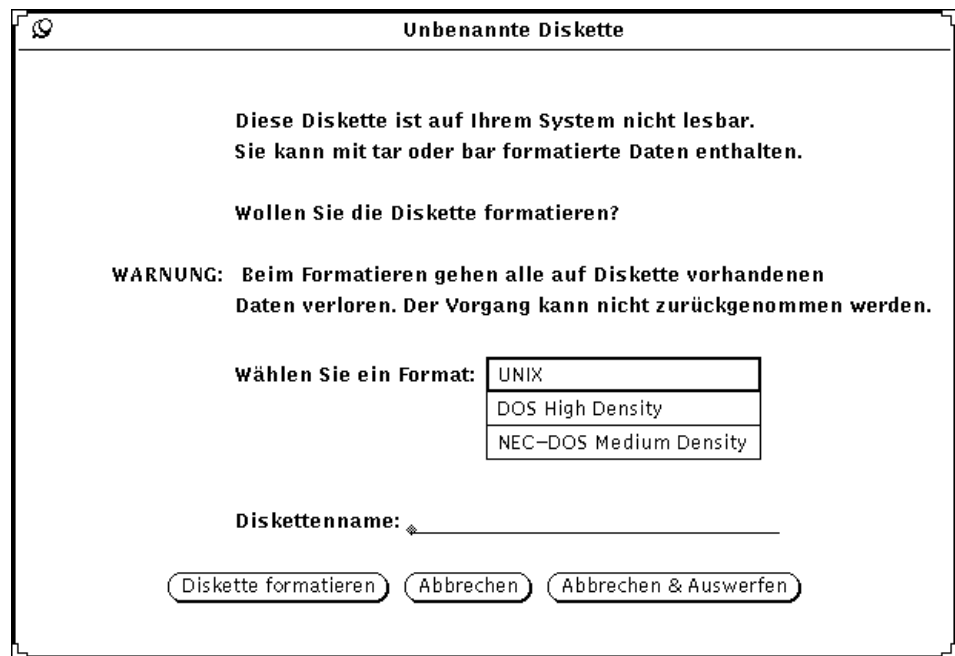 Unbenannte Diskette
Diese Diskette ist auf Ihrem System nicht lesbar.
Sie kann mit tar oder bar formatierte Daten enthalten.
Wollen Sie die Diskette formatieren?
WARNUNG: Beim Formatieren gehen alle auf Diskette vorhandenen
Daten verloren. Der Vorgang kann nicht zurückgenommen werden.
Wählen Sie ein Format: UNIX
DOS High Density
NEC-DOS Medium Density
Diskettenname:
Diskette formatieren Abbrechen Abbrechen & Auswerfen